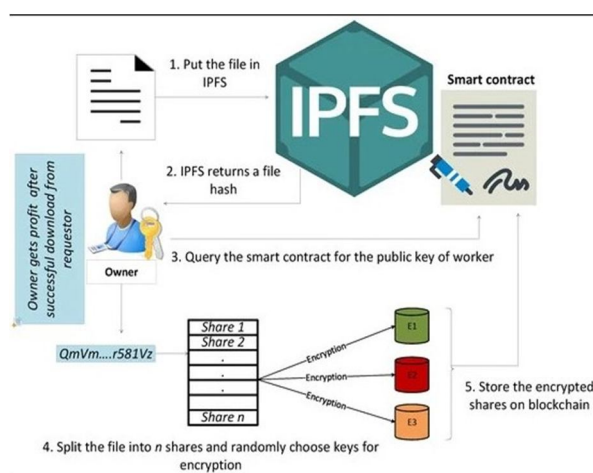 1. Put the file in
IPFS
IPFS
Smart contract
2. IPFS returns a file
hash
Owner gets profit after
successful download from
requestor
Owner
3. Query the smart contract for the public key of worker
QmVm....r581Vz
Share 1
Share 2
.
.
.
Share n
Encryption
Encryption
Encryption
E1
E2
E3
5. Store the encrypted
shares on blockchain
4. Split the file into n shares and randomly choose keys for
encryption